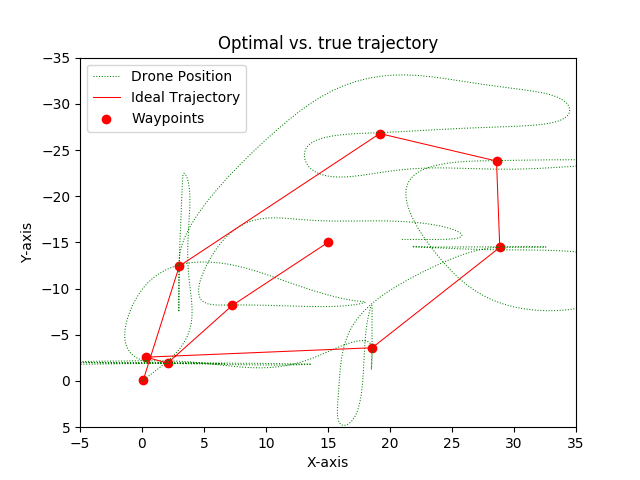 Optimal vs. true trajectory
Drone Position
Ideal Trajectory
Waypoints
Y-axis
−35
−30
−25
−20
−15
−10
−5
0
5
−5 0 5 10 15 20 25 30 35
X-axis